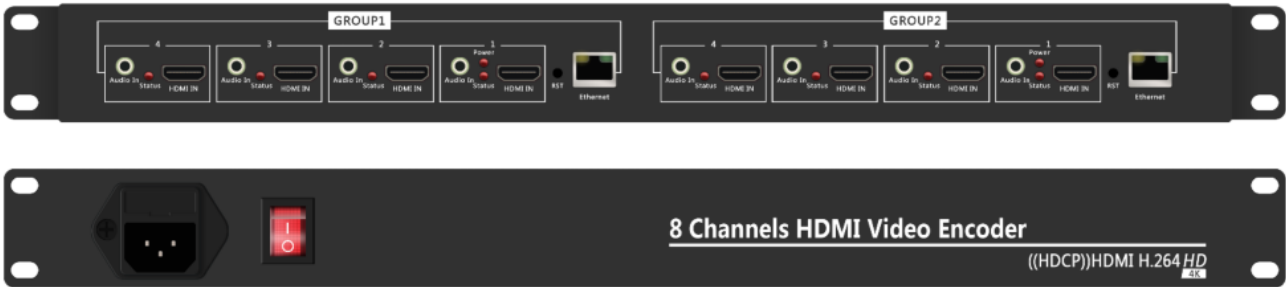 GROUP1 GROUP2
4 3 2 1 4 3 2 1
Power Power
Audio In Status HDMI IN Audio In Status HDMI IN Audio In Status HDMI IN Audio In Status HDMI IN RST Ethernet Audio In Status HDMI IN Audio In Status HDMI IN Audio In Status HDMI IN Audio In Status HDMI IN RST Ethernet
I
O
8 Channels HDMI Video Encoder
((HDCP))HDMI H.264 HD
4K